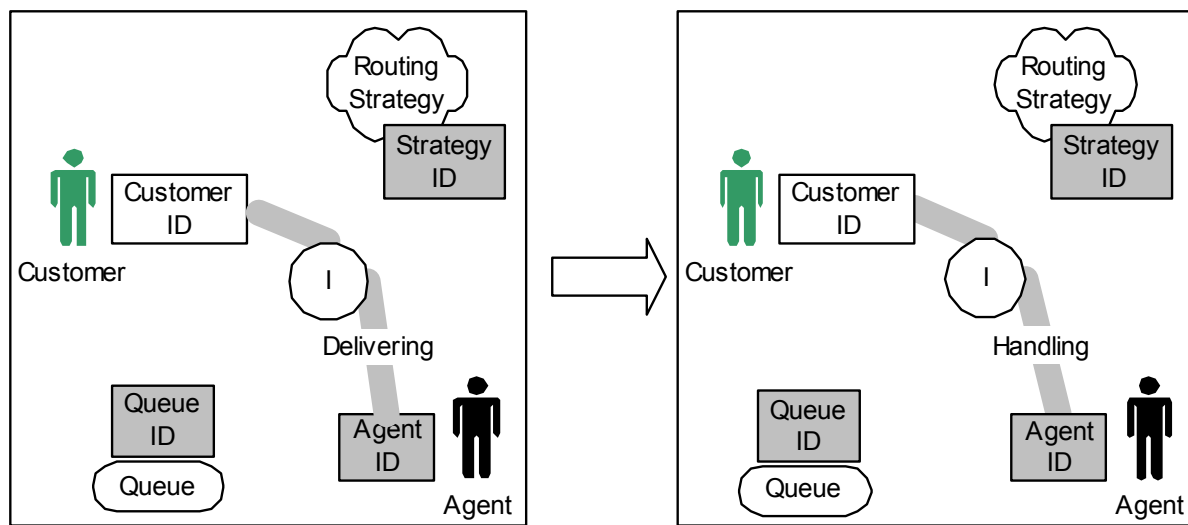 Routing
Strategy
Strategy
ID
Customer
ID
Customer
I
Delivering
Queue
ID
Queue
Agent
ID
Agent
Routing
Strategy
Strategy
ID
Customer
ID
Customer
I
Handling
Queue
ID
Queue
Agent
ID
Agent